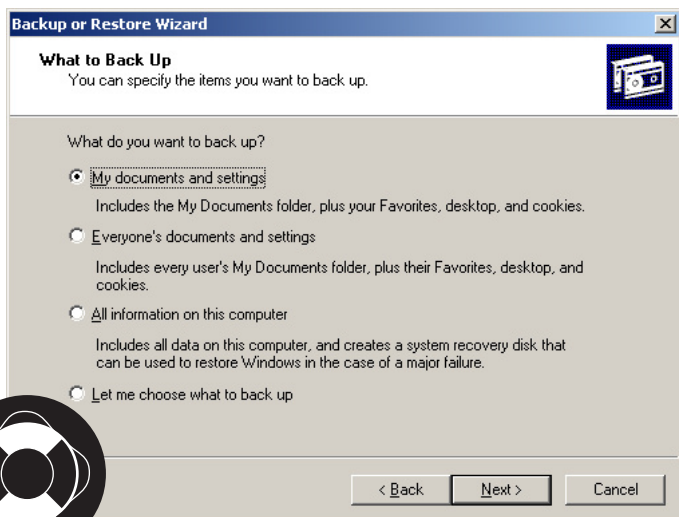 Backup or Restore Wizard
What to Back Up
You can specify the items you want to back up.
What do you want to back up?
My documents and settings
Includes the My Documents folder, plus your Favorites, desktop, and cookies.
Everyone's documents and settings
Includes every user's My Documents folder, plus their Favorites, desktop, and
cookies.
All information on this computer
Includes all data on this computer, and creates a system recovery disk that
can be used to restore Windows in the case of a major failure.
Let me choose what to back up
< Back Next > Cancel